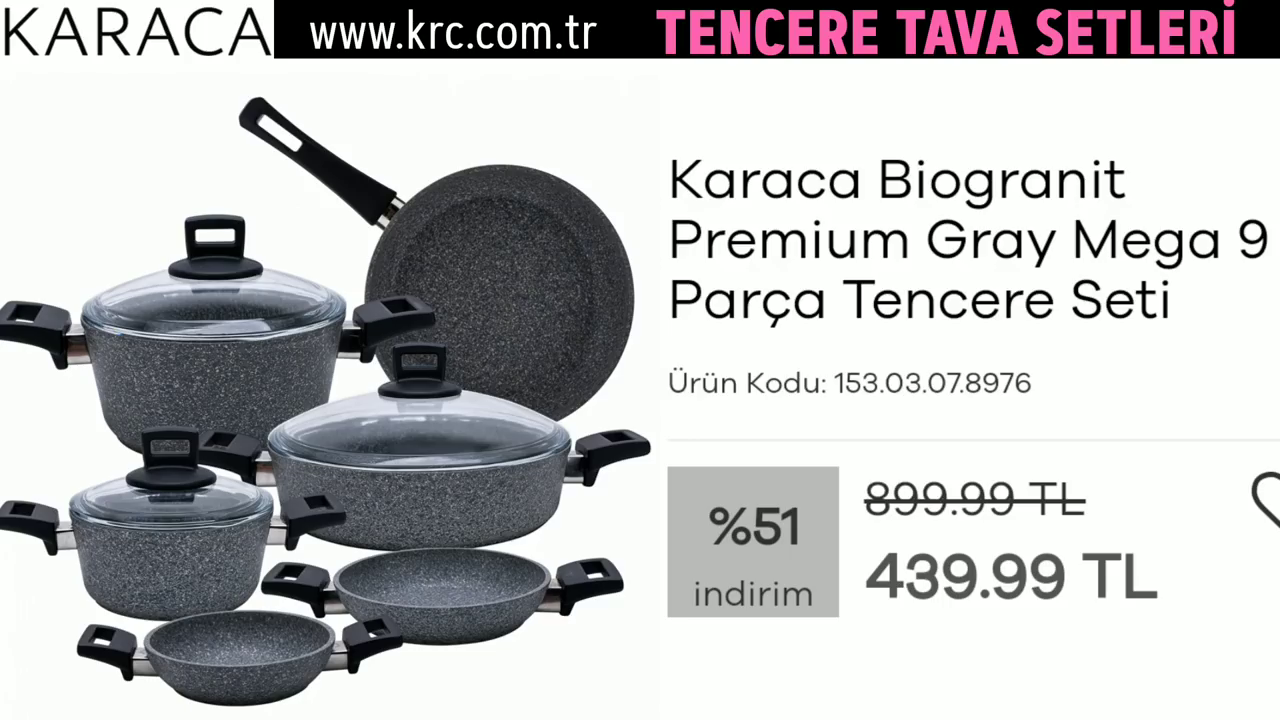 KARACA www.krc.com.tr TENCERE TAVA SETLERİ
Karaca Biogranit
Premium Gray Mega 9
Parça Tencere Seti
Ürün Kodu: 153.03.07.8976
%51
indirim
899.99 TL
439.99 TL